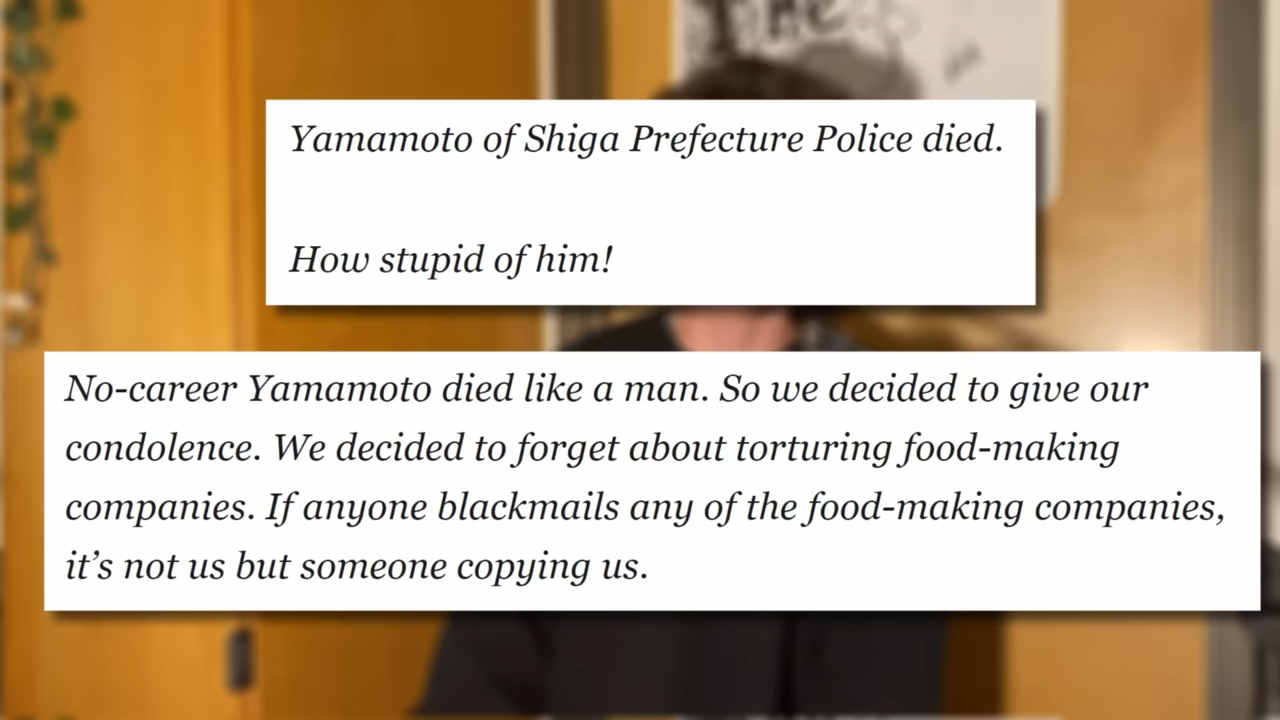 Yamamoto of Shiga Prefecture Police died.
How stupid of him!
No-career Yamamoto died like a man. So we decided to give our
condolence. We decided to forget about torturing food-making
companies. If anyone blackmails any of the food-making companies,
it’s not us but someone copying us.